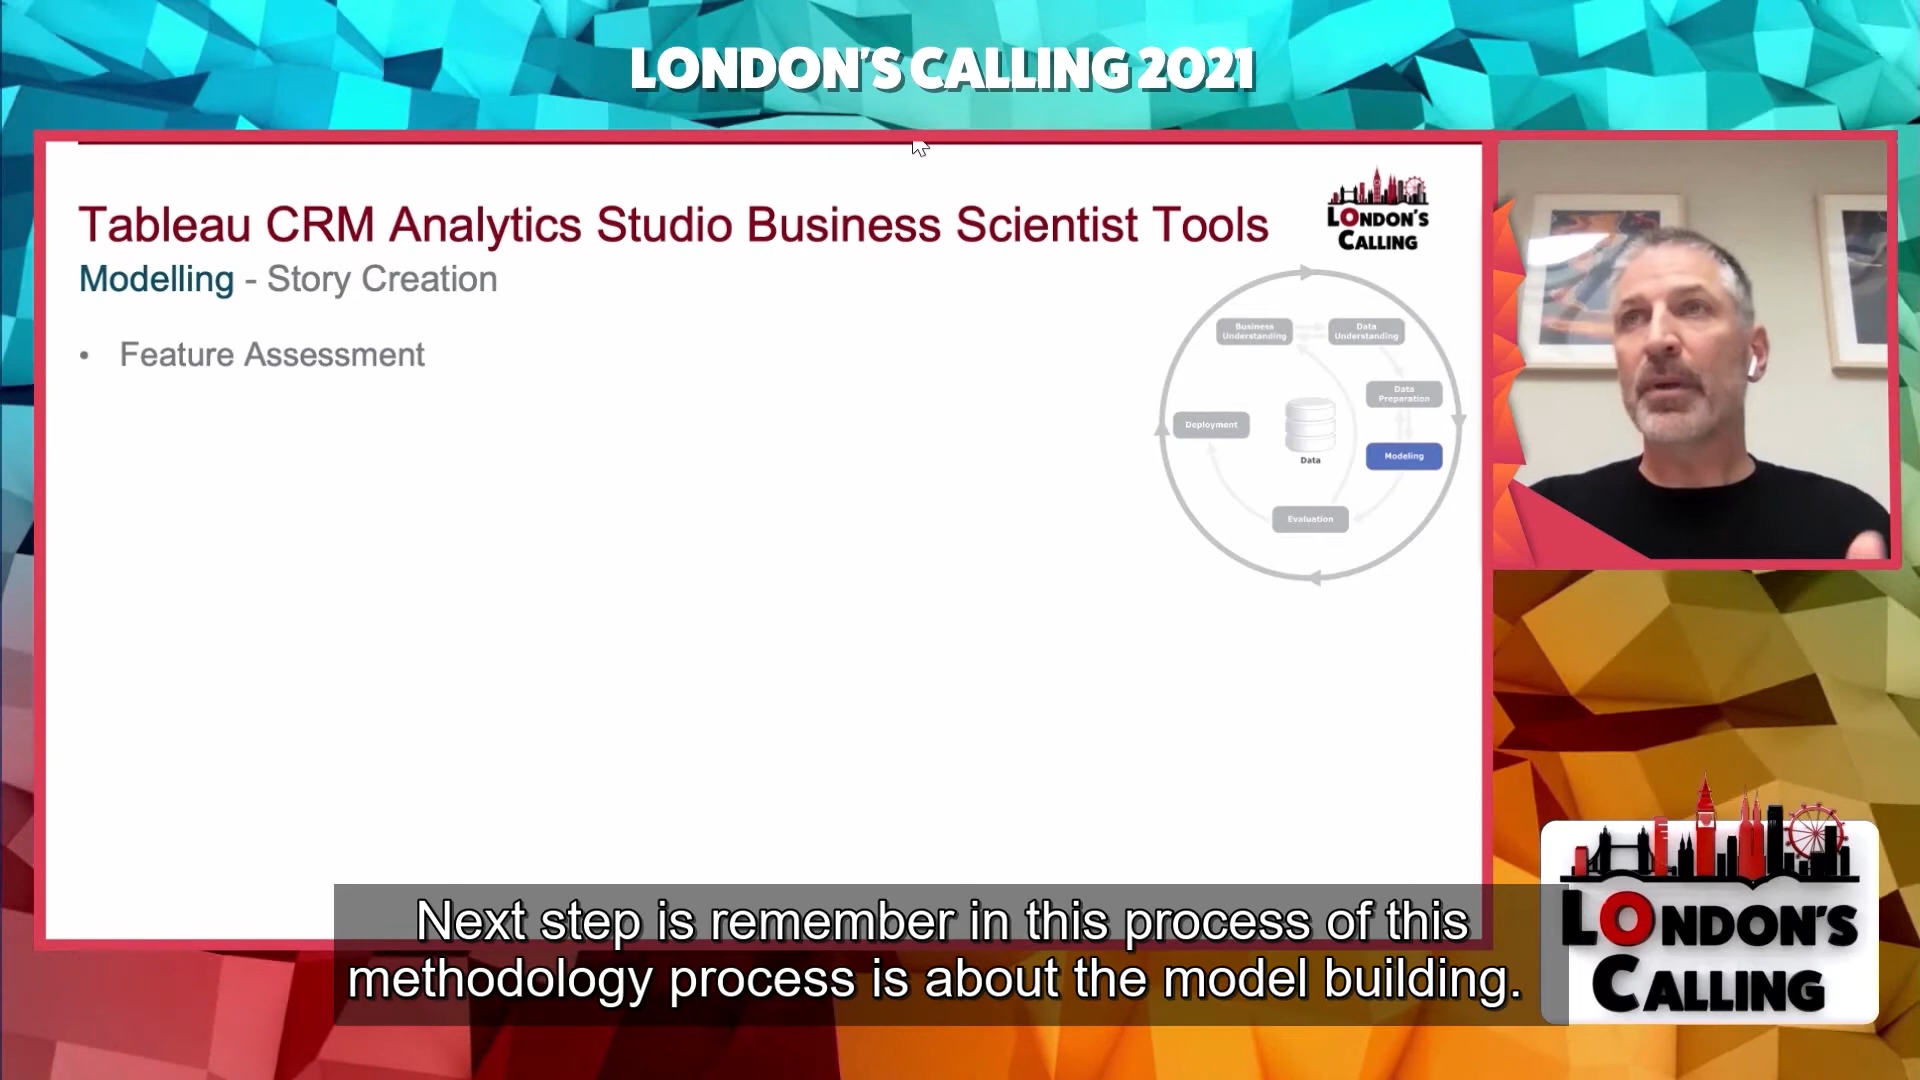 LONDON'S CALLING 2021
Tableau CRM Analytics Studio Business Scientist Tools
LONDON'S
CALLING
Modelling - Story Creation
• Feature Assessment
Business
Understanding
Data
Understanding
Data
Preparation
Deployment
Data
Modeling
Evaluation
Next step is remember in this process of this
methodology process is about the model building.
LONDON'S
CALLING